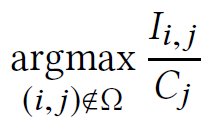 argmax I_{i,j} / C_j
(i,j)∉Ω